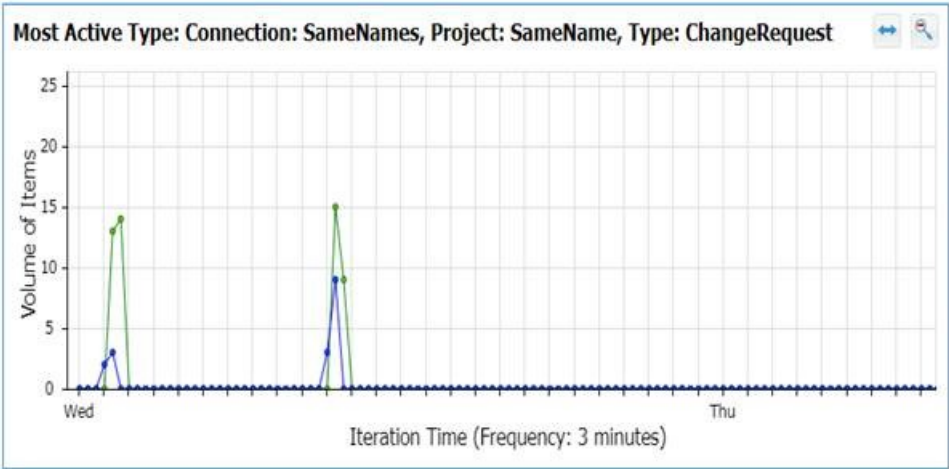 Most Active Type: Connection: SameNames, Project: SameName, Type: ChangeRequest
25
20
15
10
5
0
Volume of Items
Wed
Thu
Iteration Time (Frequency: 3 minutes)